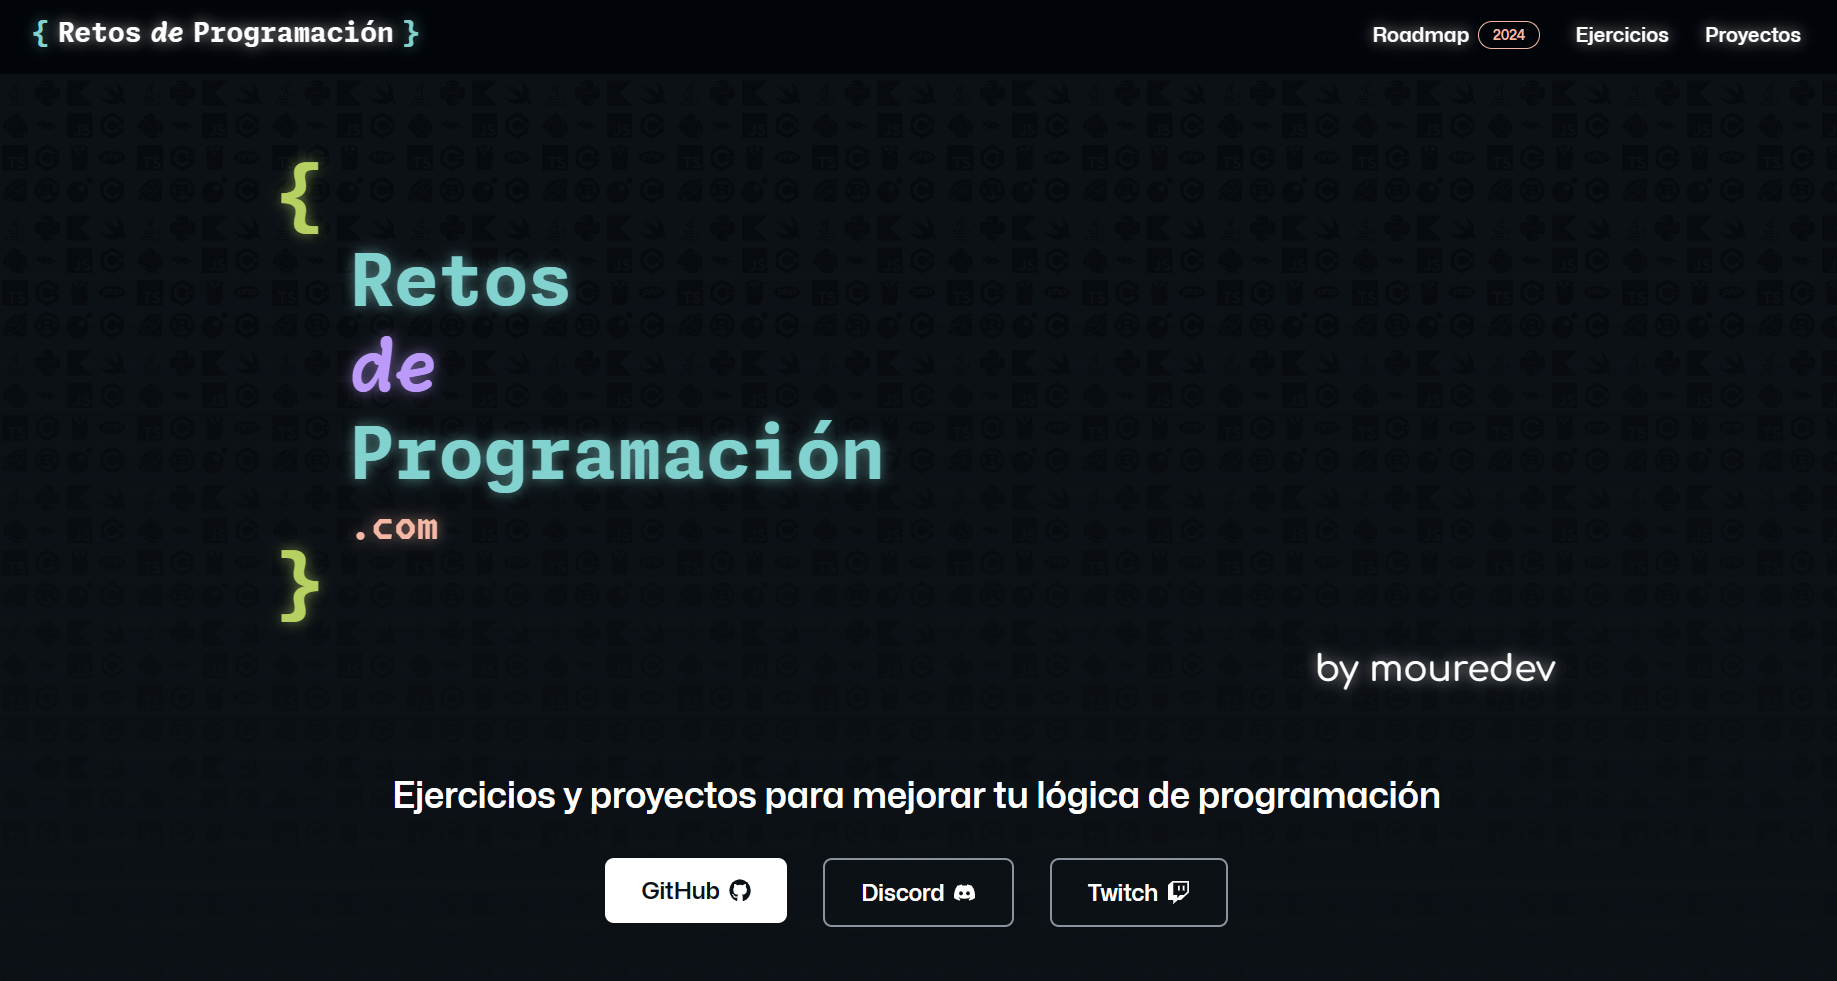 { Retos de Programación }
Roadmap 2024 Ejercicios Proyectos
{
Retos
de
Programación
.com
}
by mouredev
Ejercicios y proyectos para mejorar tu lógica de programación
GitHub Discord Twitch